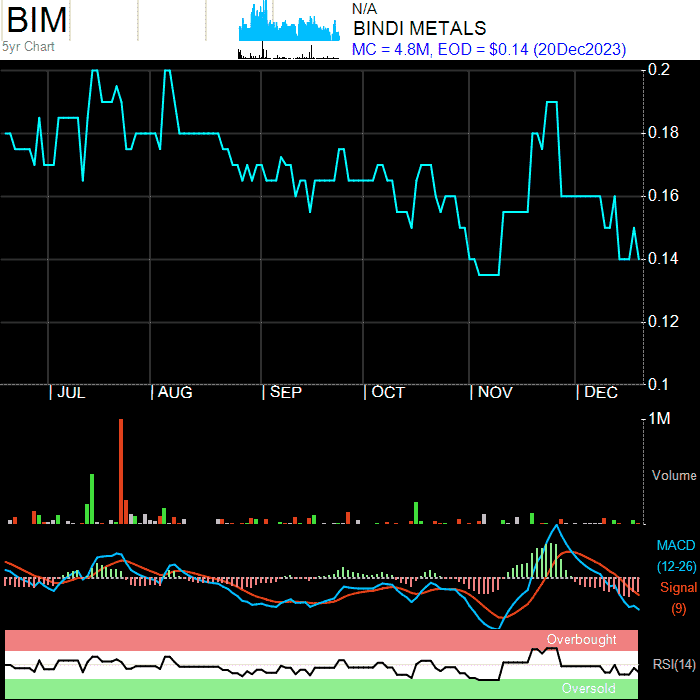 BIM
5yr Chart
N/A
BINDI METALS
MC = 4.8M, EOD = $0.14 (20Dec2023)
0.2
0.18
0.16
0.14
0.12
0.1
JUL
AUG
SEP
OCT
NOV
DEC
1M
Volume
MACD
(12-26)
Signal
(9)
Overbought
RSI(14)
Oversold